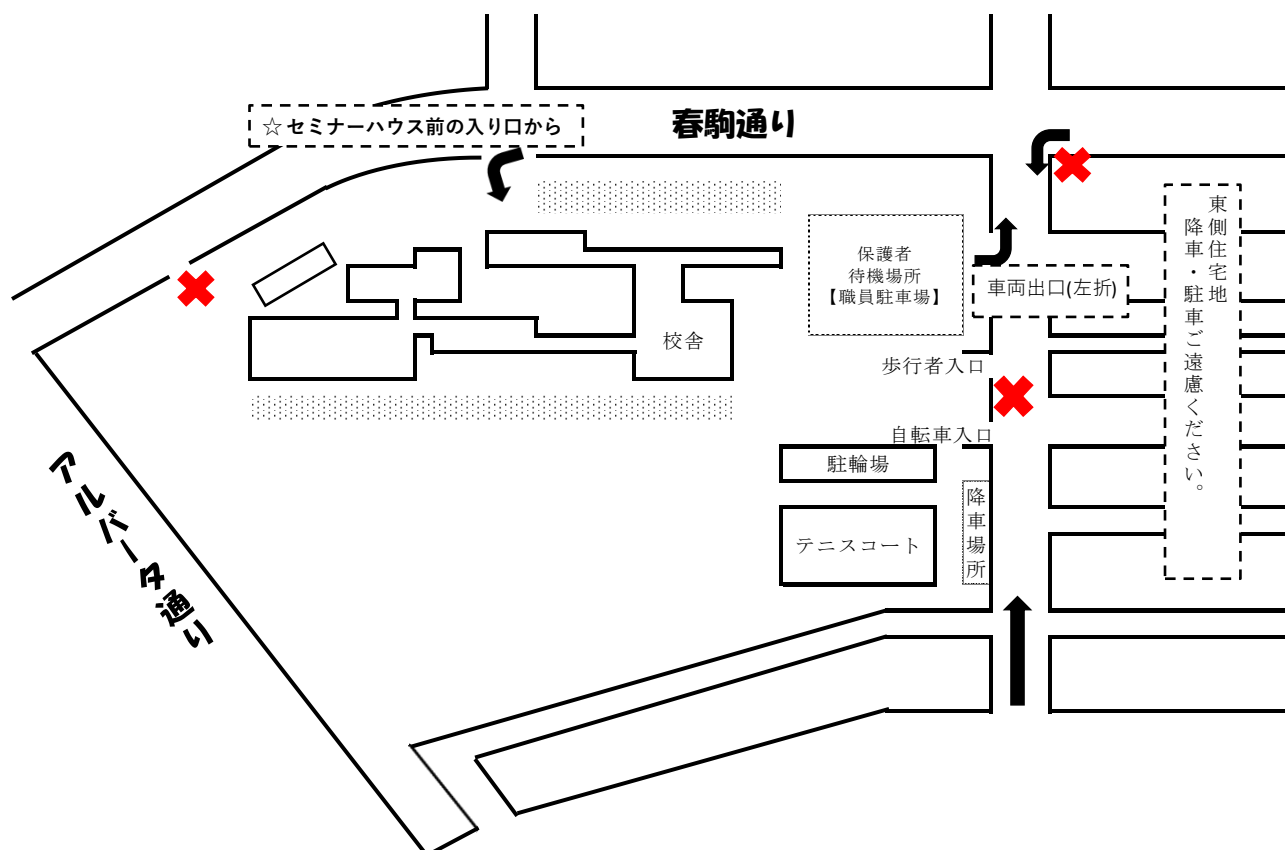 春駒通り
☆セミナーハウス前の入り口から
東側住宅地
降車・駐車ご遠慮ください。
保護者
待機場所
【職員駐車場】
車両出口(左折)
校舎
歩行者入口
自転車入口
駐輪場
降車場所
テニスコート
アルバータ通り